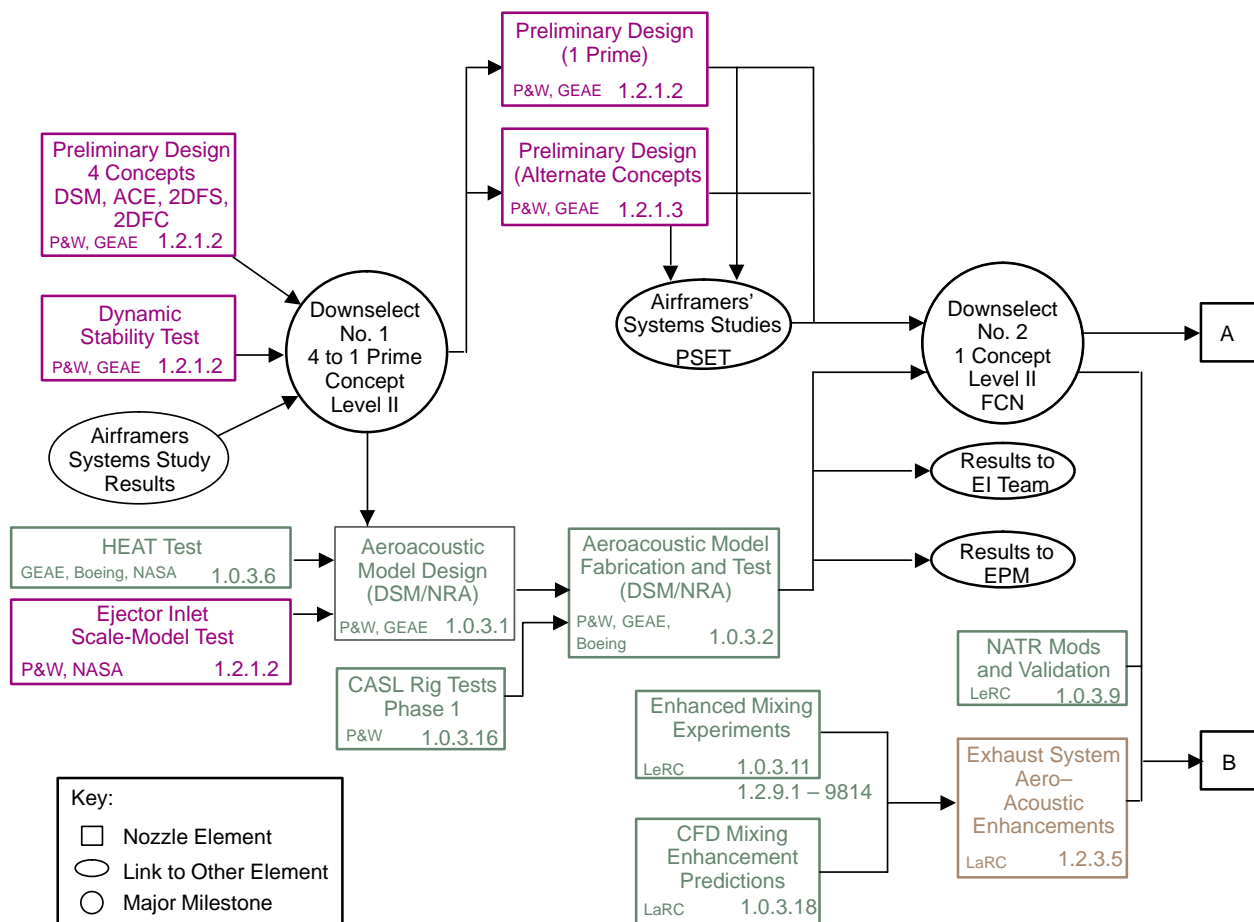 Preliminary Design
(1 Prime)
P&W, GEAE 1.2.1.2
Preliminary Design
4 Concepts
DSM, ACE, 2DFS,
2DFC
P&W, GEAE 1.2.1.2
Preliminary Design
(Alternate Concepts
P&W, GEAE 1.2.1.3
Dynamic
Stability Test
P&W, GEAE 1.2.1.2
Downselect
No. 1
4 to 1 Prime
Concept
Level II
Airframers'
Systems Studies
PSET
Downselect
No. 2
1 Concept
Level II
FCN
A
Airframers
Systems Study
Results
Results to
EI Team
HEAT Test
GEAE, Boeing, NASA 1.0.3.6
Aeroacoustic
Model Design
(DSM/NRA)
P&W, GEAE 1.0.3.1
Aeroacoustic Model
Fabrication and Test
(DSM/NRA)
P&W, GEAE,
Boeing 1.0.3.2
Results to
EPM
Ejector Inlet
Scale-Model Test
P&W, NASA 1.2.1.2
CASL Rig Tests
Phase 1
P&W 1.0.3.16
NATR Mods
and Validation
LeRC 1.0.3.9
Enhanced Mixing
Experiments
LeRC 1.0.3.11
1.2.9.1 – 9814
Exhaust System
Aero–
Acoustic
Enhancements
LaRC 1.2.3.5
B
CFD Mixing
Enhancement
Predictions
LaRC 1.0.3.18
Key:
Nozzle Element
Link to Other Element
Major Milestone